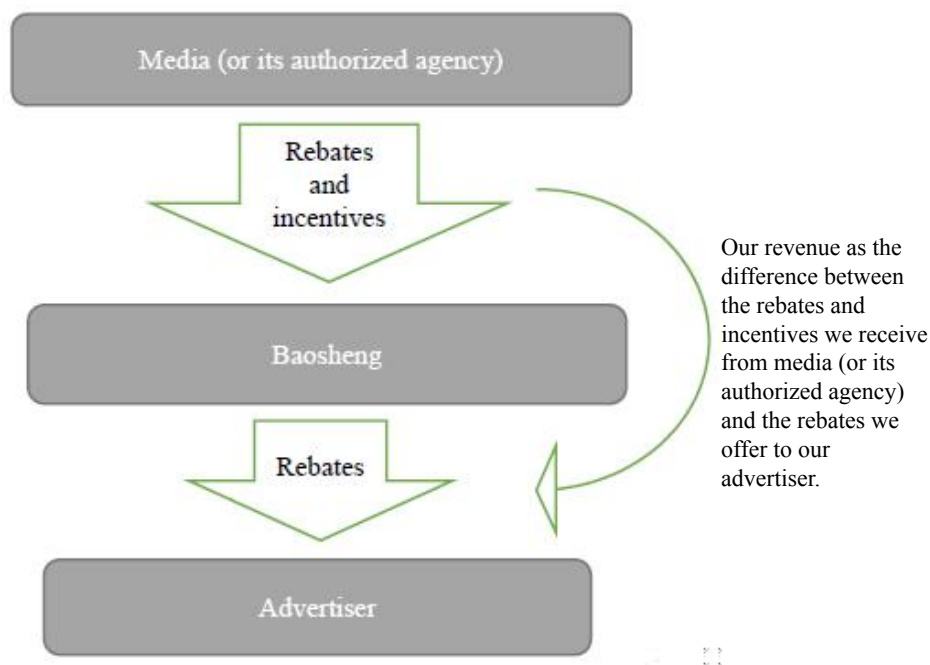 Media (or its authorized agency)
Rebates
and
incentives
Our revenue as the
difference between
the rebates and
incentives we receive
from media (or its
authorized agency)
and the rebates we
offer to our
advertiser.
Baosheng
Rebates
Advertiser